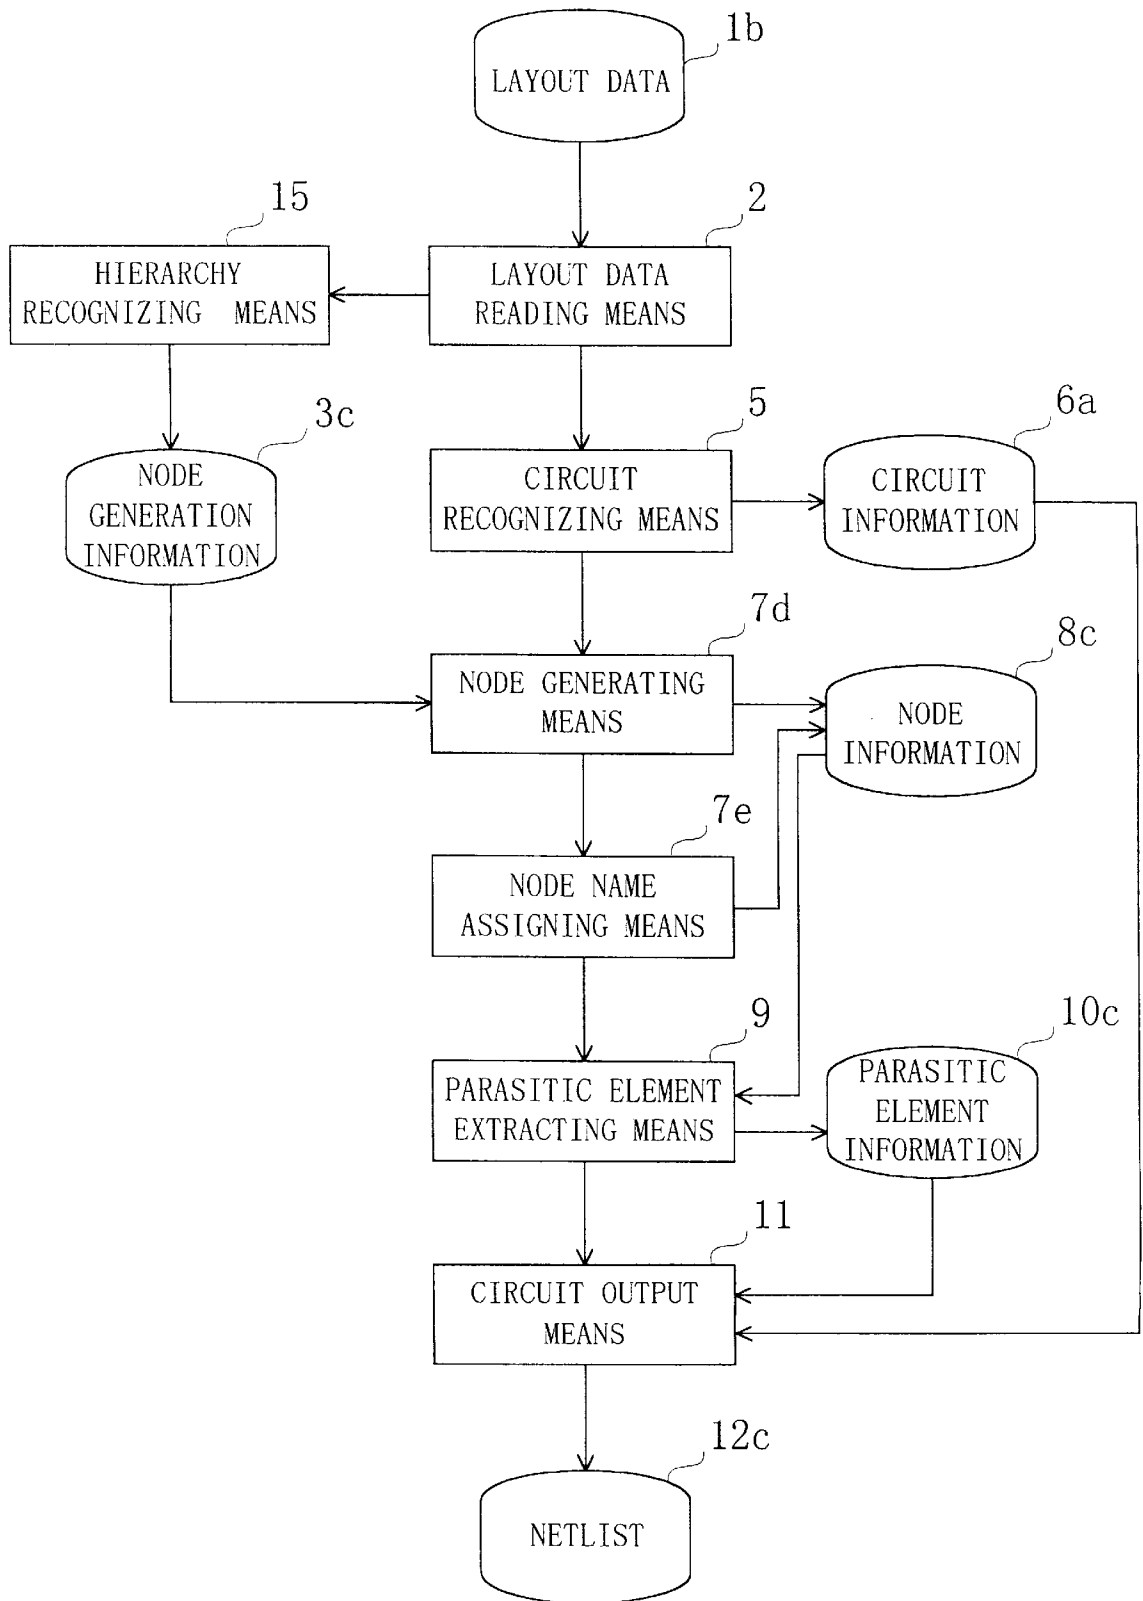 1b
LAYOUT DATA
15
2
HIERARCHY
RECOGNIZING MEANS
LAYOUT DATA
READING MEANS
3c
5
6a
NODE
GENERATION
INFORMATION
CIRCUIT
RECOGNIZING MEANS
CIRCUIT
INFORMATION
7d
8c
NODE GENERATING
MEANS
NODE
INFORMATION
7e
NODE NAME
ASSIGNING MEANS
9
10c
PARASITIC ELEMENT
EXTRACTING MEANS
PARASITIC
ELEMENT
INFORMATION
11
CIRCUIT OUTPUT
MEANS
12c
NETLIST